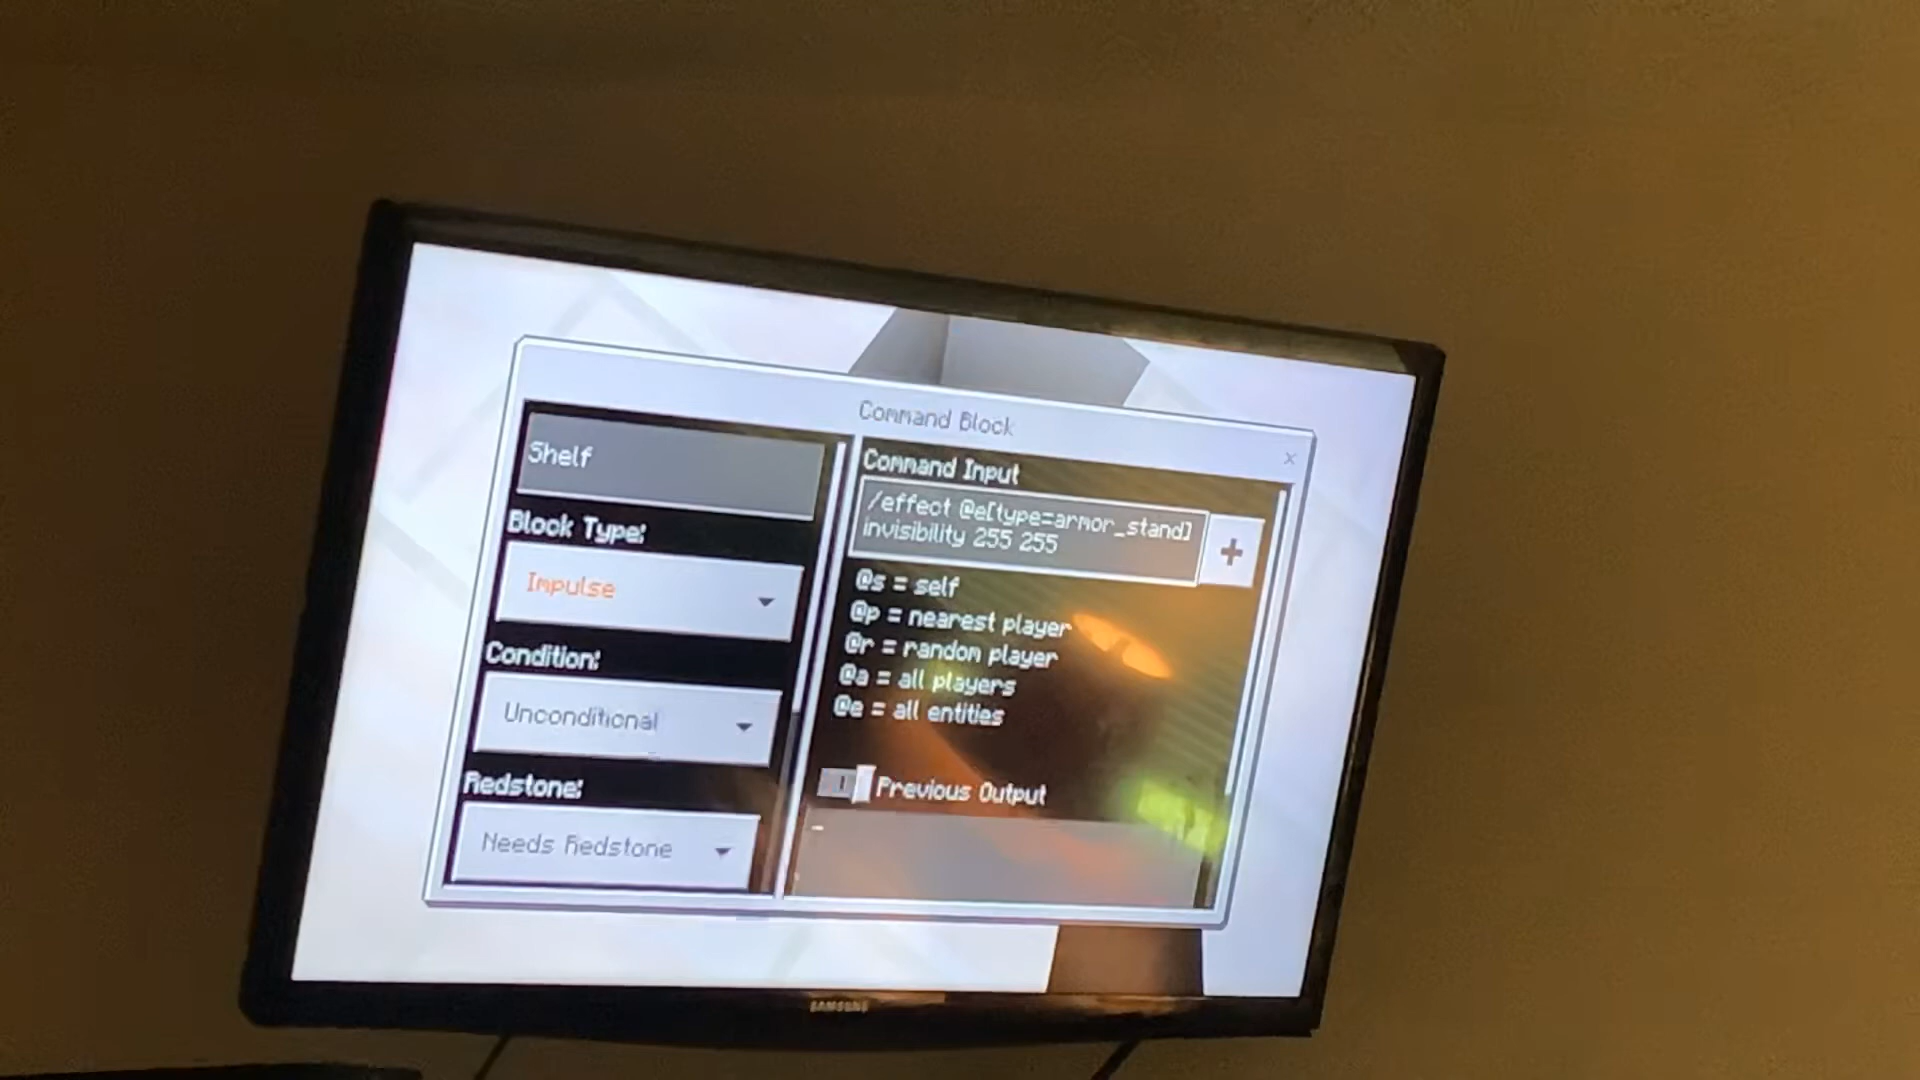 Command Block
Shelf
Block Type:
Impulse
Condition:
Unconditional
Redstone:
Needs Redstone
Command Input
/effect @e[type=armor_stand]
invisibility 255 255
@s = self
@p = nearest player
@r = random player
@a = all players
@e = all entities
Previous Output
SAMSUNG